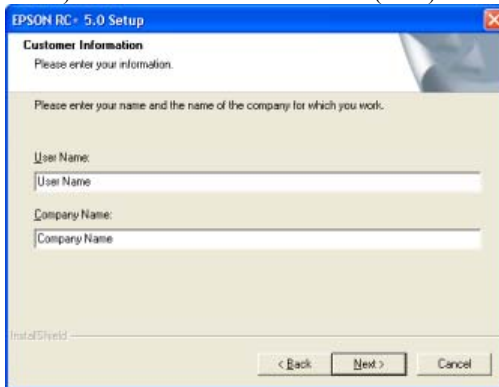 EPSON RC+ 5.0 Setup
Customer Information
Please enter your information.
Please enter your name and the name of the company for which you work.
User Name:
User Name
Company Name:
Company Name
InstallShield
< Back
Next >
Cancel